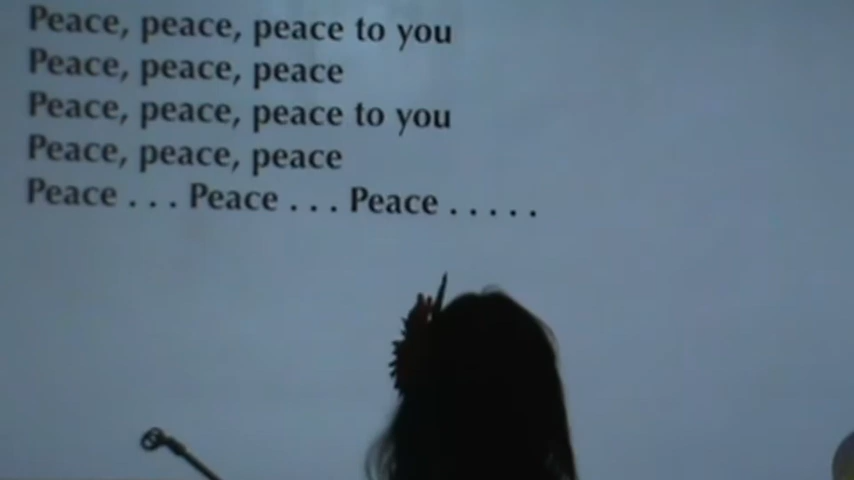 Peace, peace, peace to you
Peace, peace, peace
Peace, peace, peace to you
Peace, peace, peace
Peace . . . Peace . . . Peace . . . . .